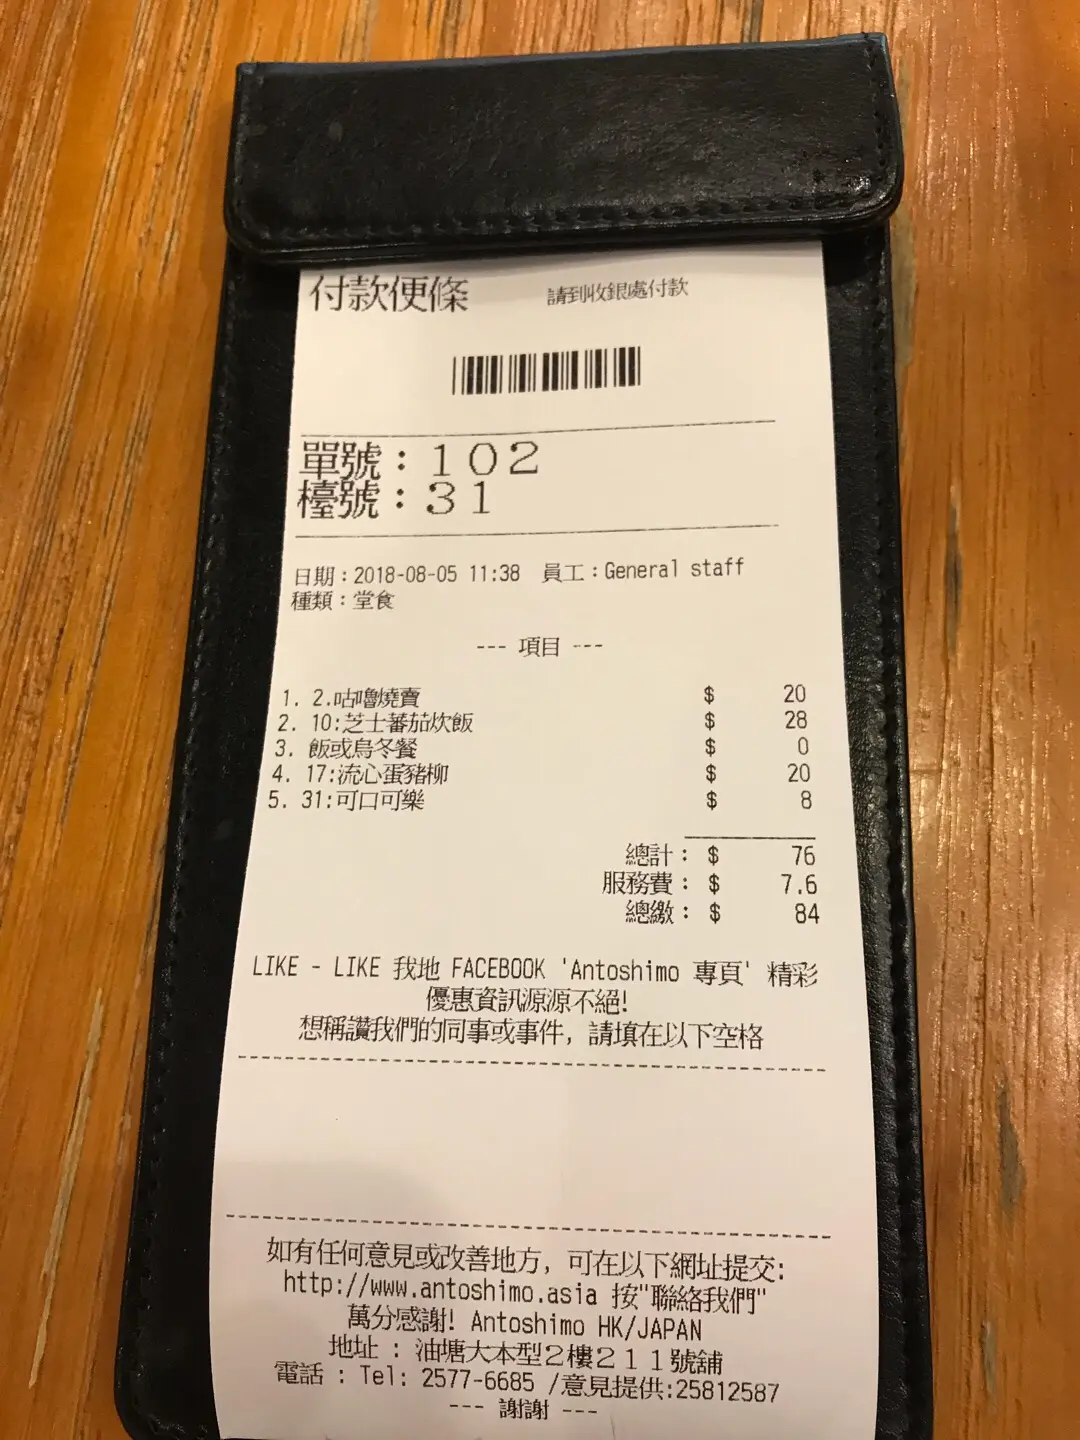 付款便條 請到收銀處付款
單號：102
檯號：31
日期：2018-08-05 11:38 員工：General staff
種類：堂食
--- 項目 ---
1. 2.咕嚕燒賣 $ 20
2. 10:芝士蕃茄炊飯 $ 28
3. 飯或烏冬餐 $ 0
4. 17:流心蛋豬柳 $ 20
5. 31:可口可樂 $ 8
總計：$ 76
服務費：$ 7.6
總繳：$ 84
LIKE - LIKE 我地 FACEBOOK 'Antoshimo 專頁' 精彩
優惠資訊源源不絕!
想稱讚我們的同事或事件, 請填在以下空格
如有任何意見或改善地方, 可在以下網址提交:
http://www.antoshimo.asia 按"聯絡我們"
萬分感謝! Antoshimo HK/JAPAN
地址 : 油塘大本型2樓211號舖
電話 : Tel: 2577-6685 /意見提供:25812587
--- 謝謝 ---